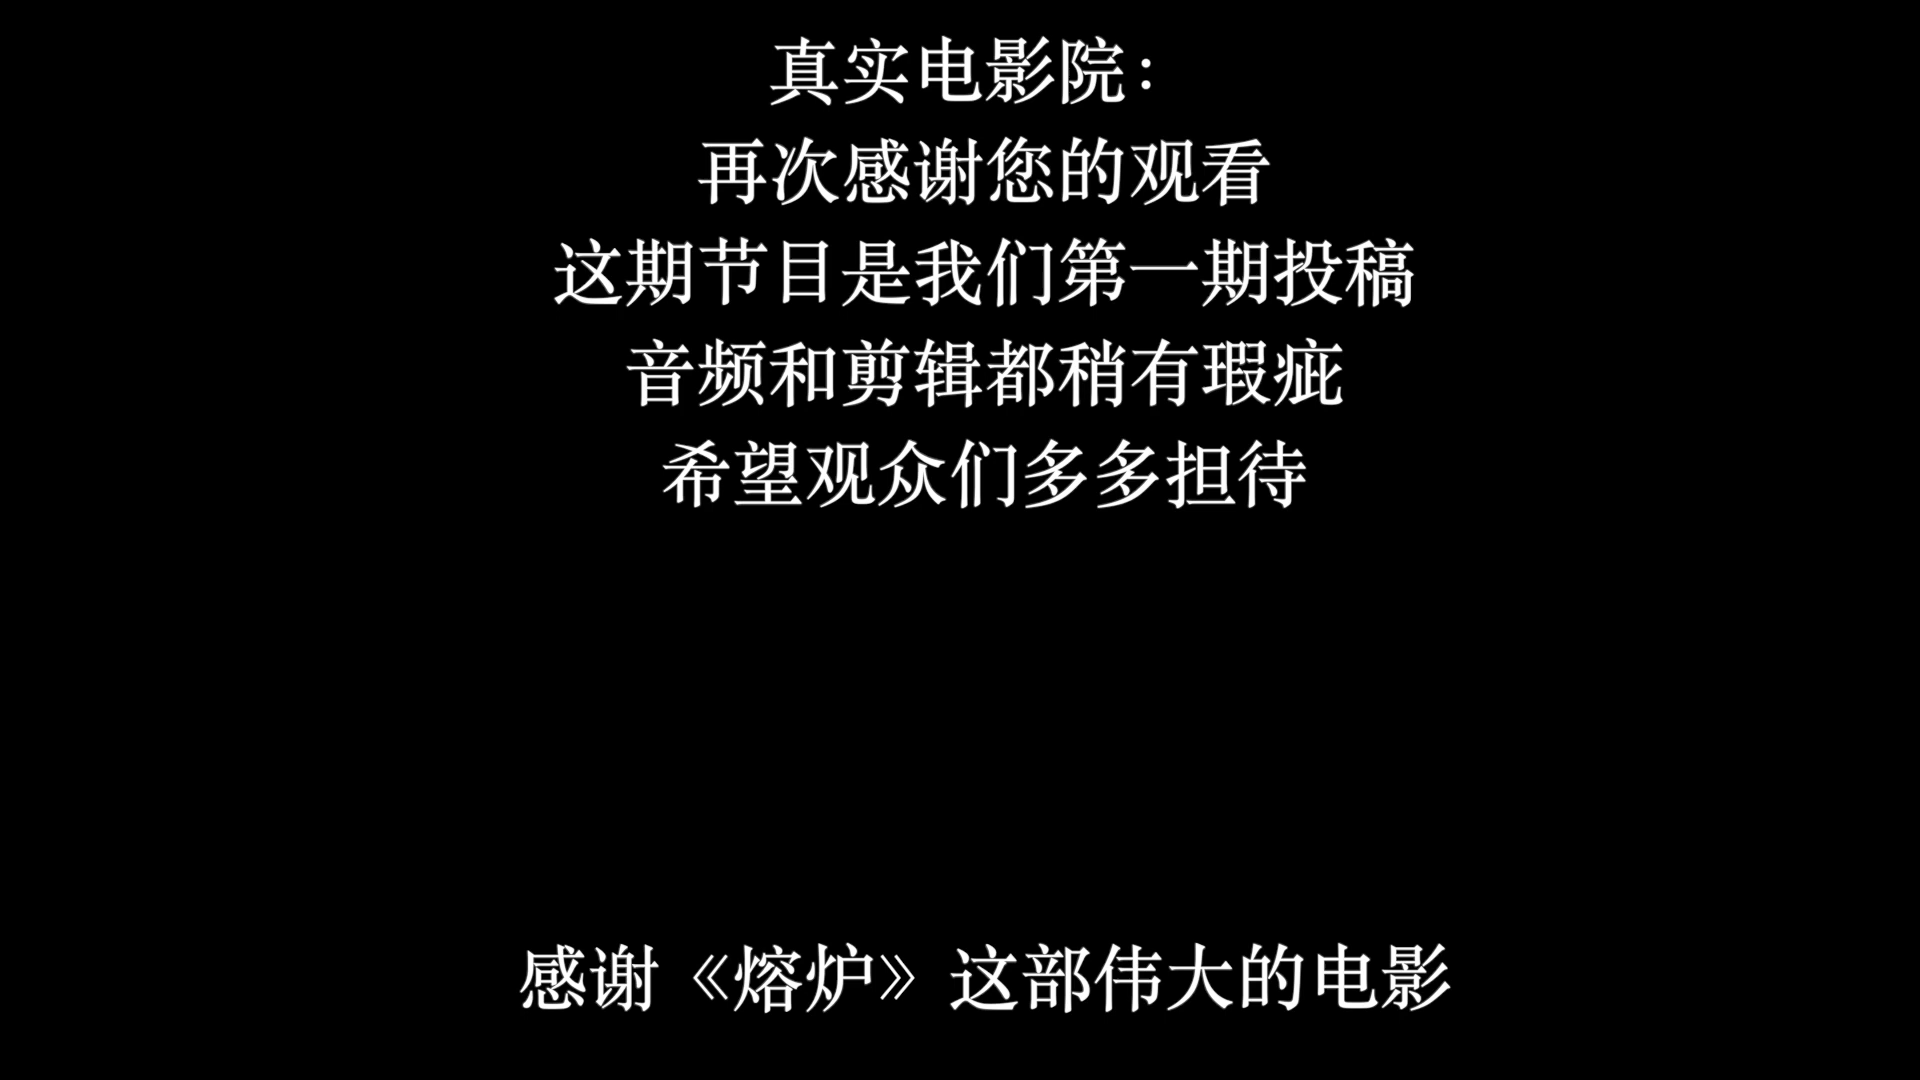 真实电影院：
再次感谢您的观看
这期节目是我们第一期投稿
音频和剪辑都稍有瑕疵
希望观众们多多担待
感谢《熔炉》这部伟大的电影